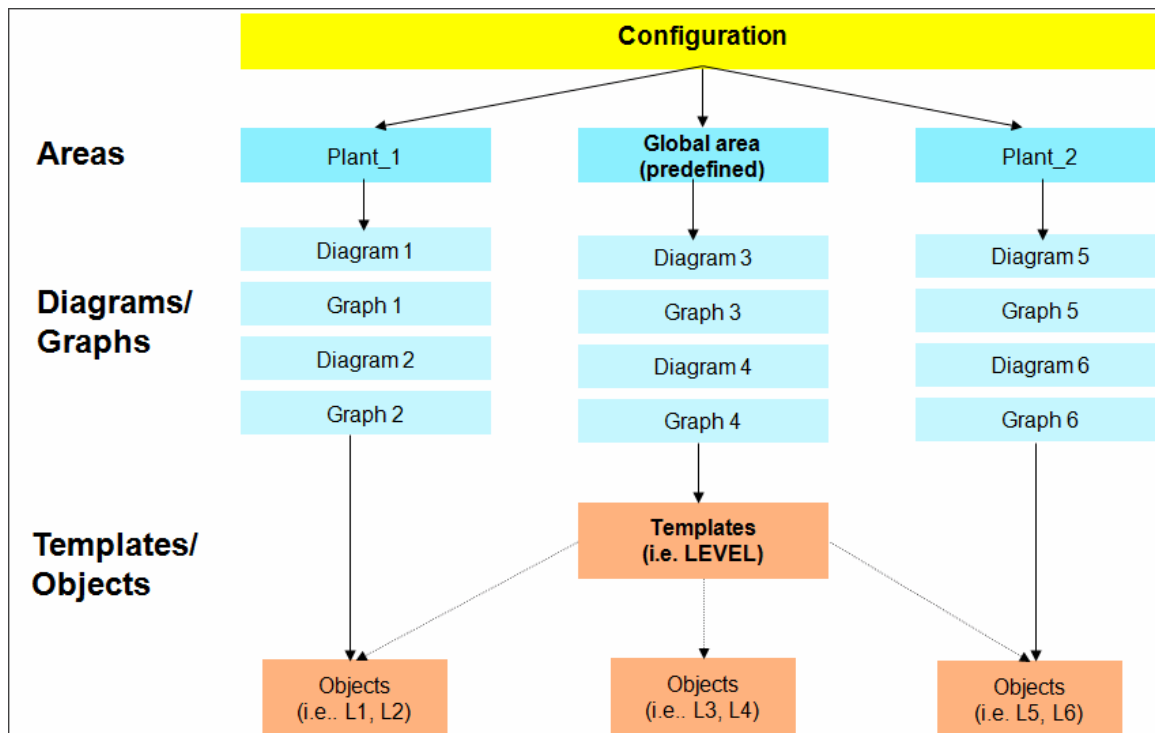 Configuration
Areas
Plant_1
Global area
(predefined)
Plant_2
Diagrams/
Graphs
Diagram 1
Graph 1
Diagram 2
Graph 2
Diagram 3
Graph 3
Diagram 4
Graph 4
Diagram 5
Graph 5
Diagram 6
Graph 6
Templates/
Objects
Templates
(i.e. LEVEL)
Objects
(i.e.. L1, L2)
Objects
(i.e.. L3, L4)
Objects
(i.e. L5, L6)